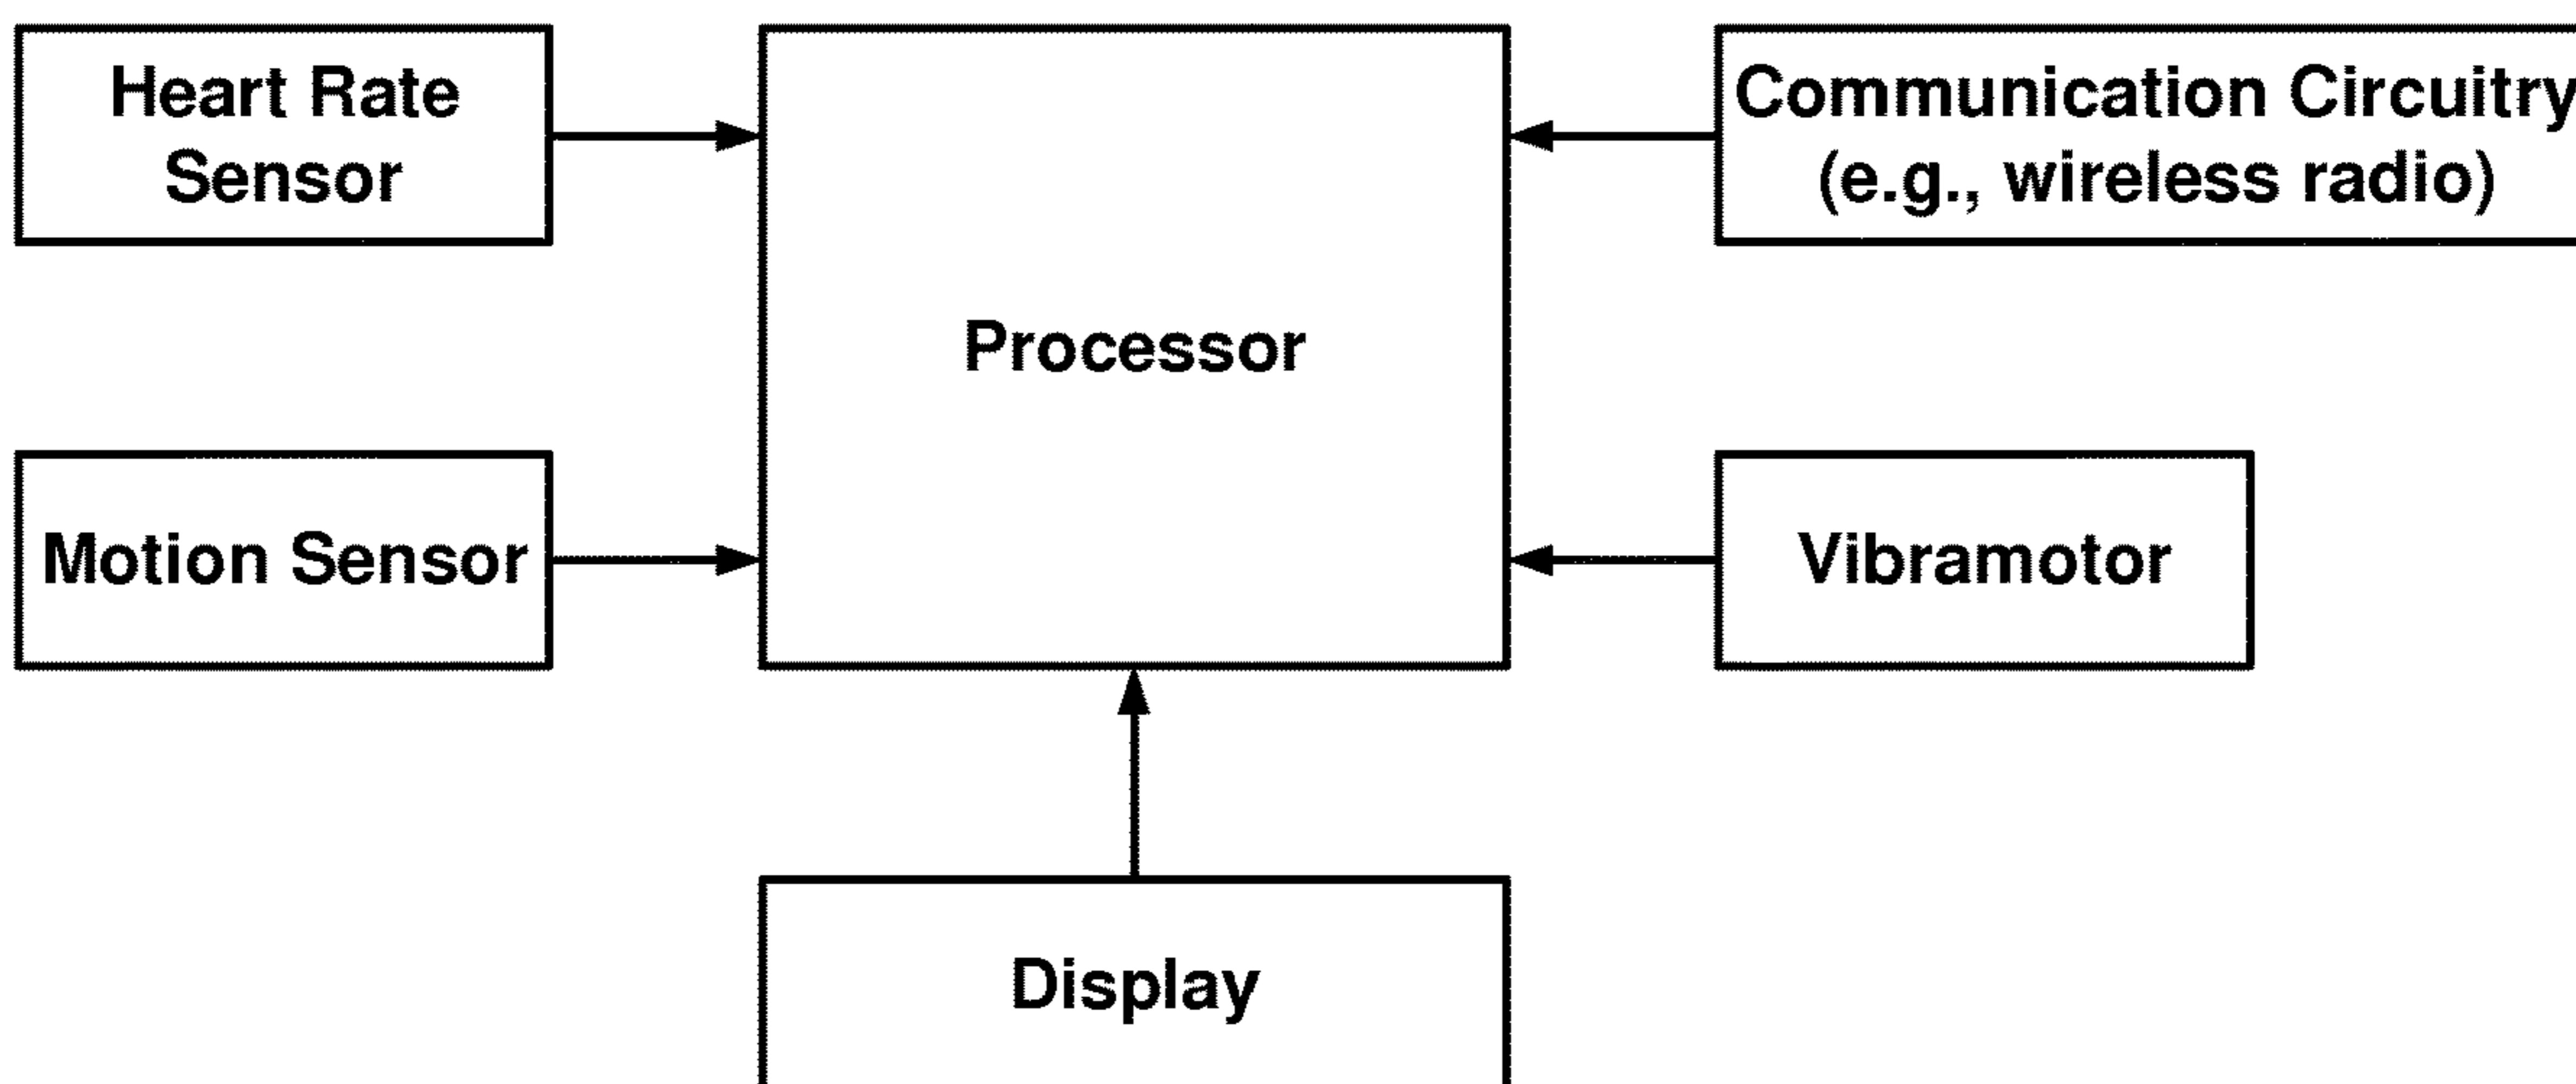 Heart Rate
Sensor
Communication Circuitry
(e.g., wireless radio)
Processor
Motion Sensor
Vibramotor
Display